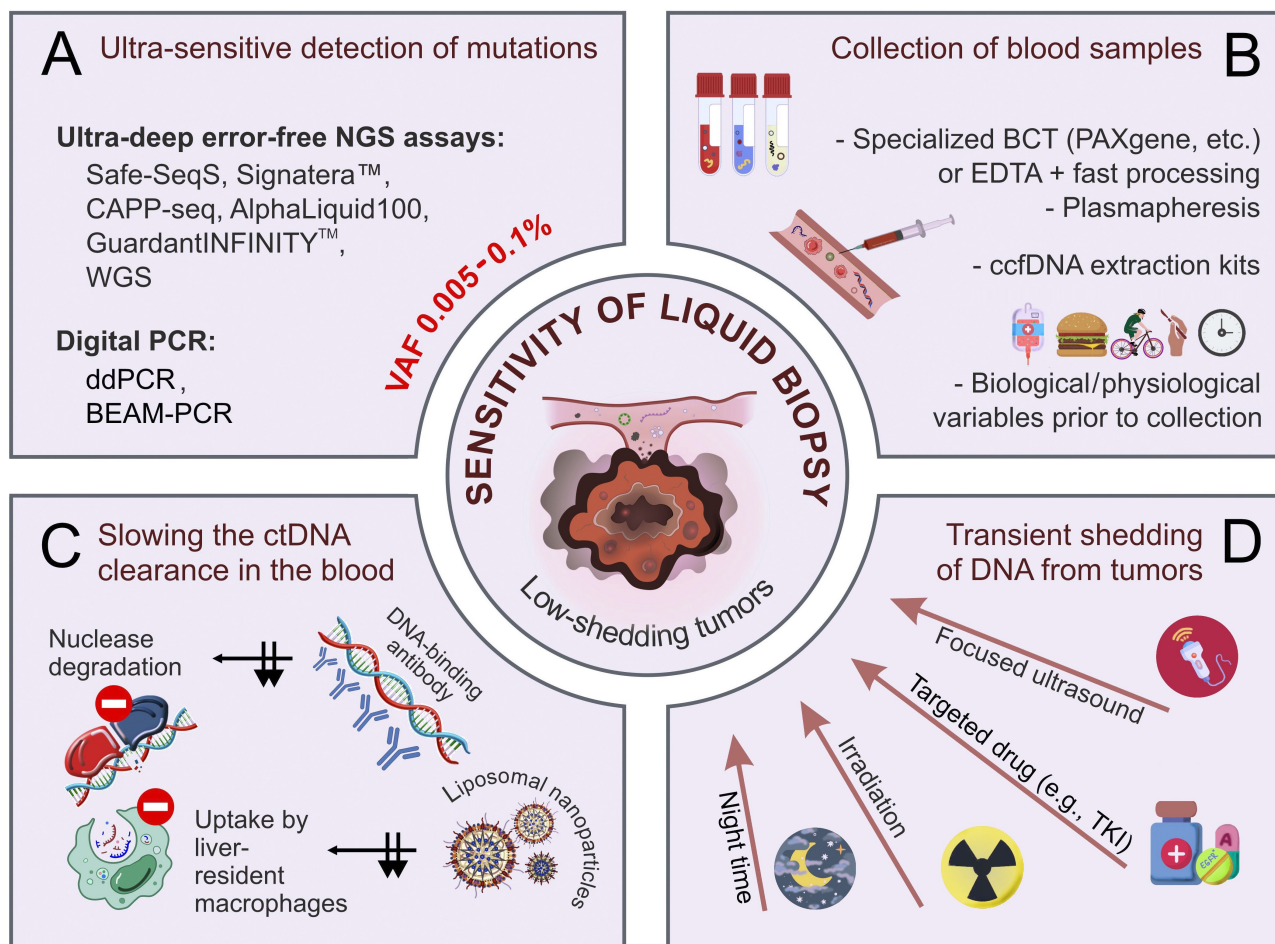 A
Ultra-sensitive detection of mutations
Ultra-deep error-free NGS assays:
Safe-SeqS, Signatera™,
CAPP-seq, AlphaLiquid100,
GuardantINFINITY™,
WGS
Digital PCR:
ddPCR,
BEAM-PCR
VAF 0.005-0.1%
Collection of blood samples
B
- Specialized BCT (PAXgene, etc.)
or EDTA + fast processing
- Plasmapheresis
- ccfDNA extraction kits
- Biological/physiological
variables prior to collection
SENSITIVITY OF LIQUID BIOPSY
Low-shedding tumors
C
Slowing the ctDNA
clearance in the blood
Nuclease
degradation
DNA-binding
antibody
Uptake by
liver-
resident
macrophages
Liposomal nanoparticles
Transient shedding
of DNA from tumors
D
Focused ultrasound
Targeted drug (e.g., TKI)
Irradiation
Night time
A
EGFR